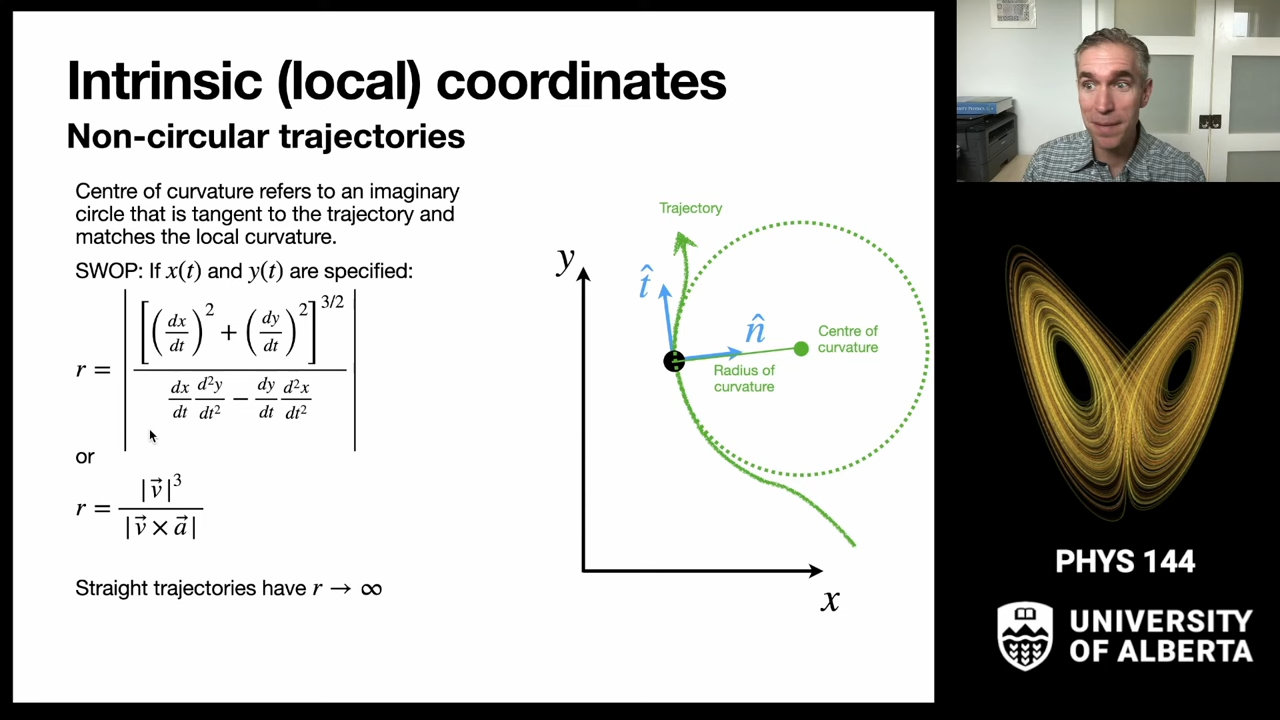 Intrinsic (local) coordinates
Non-circular trajectories
Centre of curvature refers to an imaginary
circle that is tangent to the trajectory and
matches the local curvature.
SWOP: If x(t) and y(t) are specified:
r = | [ (dx/dt)² + (dy/dt)² ]^{3/2} / ( dx/dt d²y/dt² − dy/dt d²x/dt² ) |
or
r = |v⃗|³ / |v⃗ × a⃗|
Straight trajectories have r → ∞
Trajectory
y
t̂
n̂
Centre of
curvature
Radius of
curvature
x
PHYS 144
UNIVERSITY
OF ALBERTA